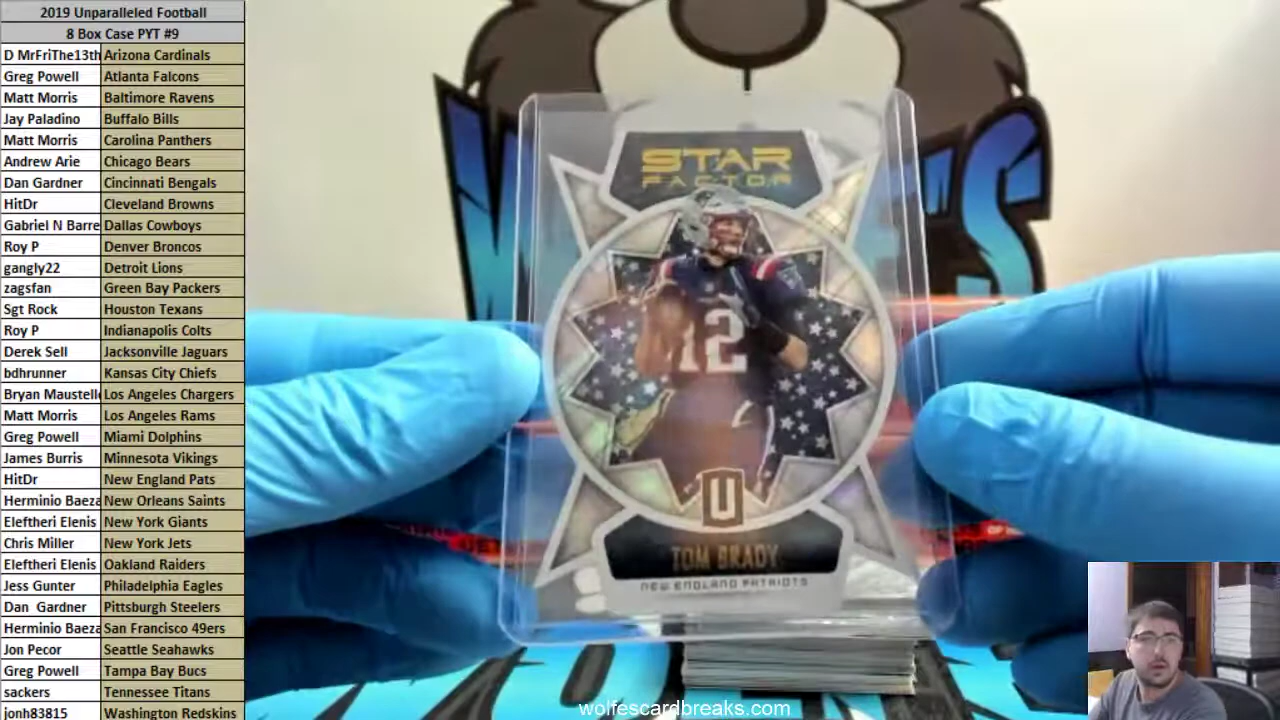 2019 Unparalleled Football
8 Box Case PYT #9
D MrFriThe13th Arizona Cardinals
Greg Powell Atlanta Falcons
Matt Morris Baltimore Ravens
Jay Paladino Buffalo Bills
Matt Morris Carolina Panthers
Andrew Arie Chicago Bears
Dan Gardner Cincinnati Bengals
HitDr Cleveland Browns
Gabriel N Barre Dallas Cowboys
Roy P Denver Broncos
gangly22 Detroit Lions
zagsfan Green Bay Packers
Sgt Rock Houston Texans
Roy P Indianapolis Colts
Derek Sell Jacksonville Jaguars
bdhrunner Kansas City Chiefs
Bryan Maustelle Los Angeles Chargers
Matt Morris Los Angeles Rams
Greg Powell Miami Dolphins
James Burris Minnesota Vikings
HitDr New England Pats
Herminio Baeza New Orleans Saints
Eleftheri Elenis New York Giants
Chris Miller New York Jets
Eleftheri Elenis Oakland Raiders
Jess Gunter Philadelphia Eagles
Dan Gardner Pittsburgh Steelers
Herminio Baeza San Francisco 49ers
Jon Pecor Seattle Seahawks
Greg Powell Tampa Bay Bucs
sackers Tennessee Titans
jonh83815 Washington Redskins
STAR
FACTOR
12
U
TOM BRADY
NEW ENGLAND PATRIOTS
wolfescardbreaks.com